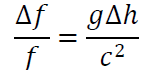 Δf/f = gΔh/c²